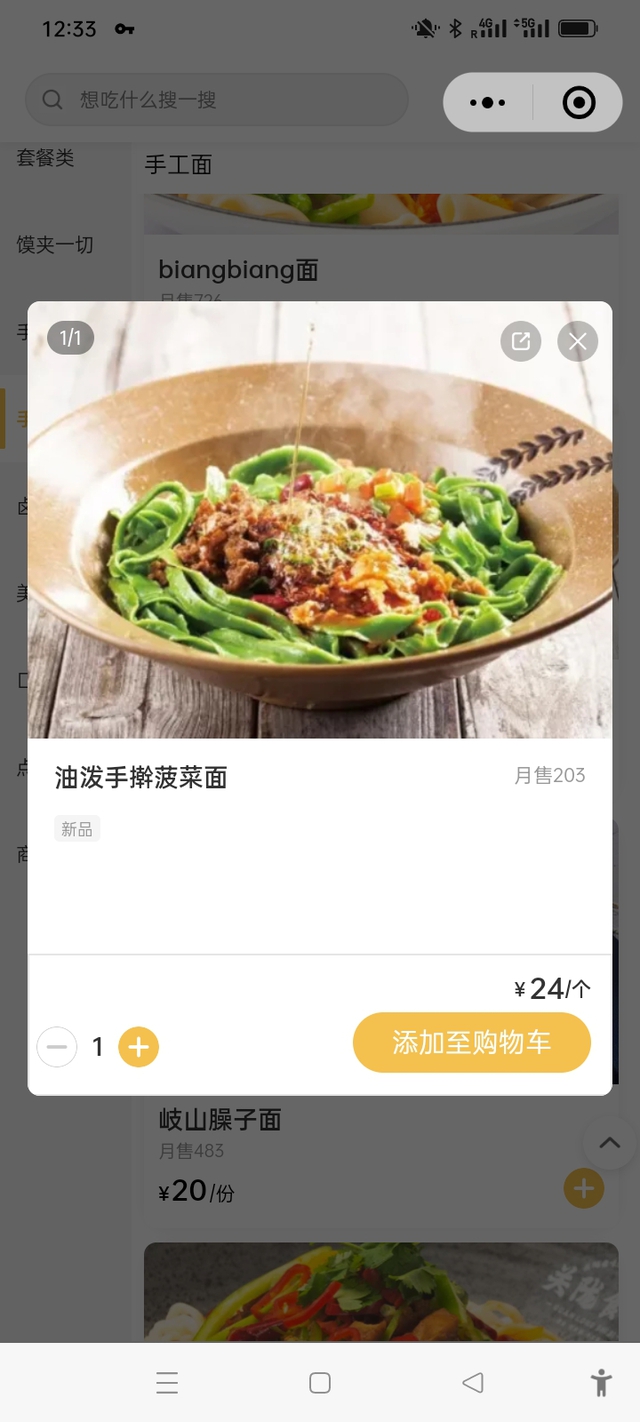 12:33
4G
R
5G
想吃什么搜一搜
套餐类
手工面
馍夹一切
biangbiang面
月售726
手
1/1
手
卤
美
口
点
商
油泼手擀菠菜面
月售203
新品
¥24/个
1
添加至购物车
岐山臊子面
月售483
¥20/份